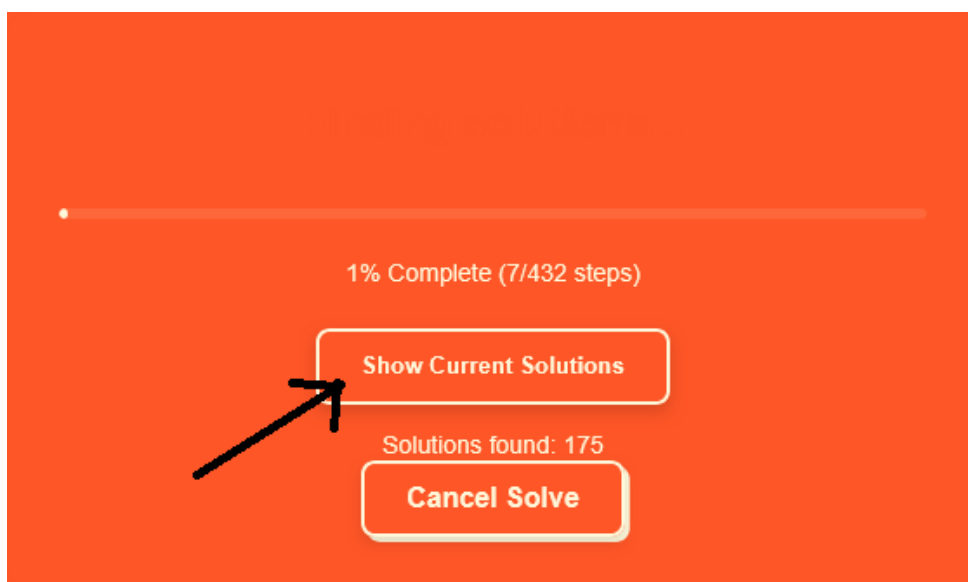 1% Complete (7/432 steps)
Show Current Solutions
Solutions found: 175
Cancel Solve